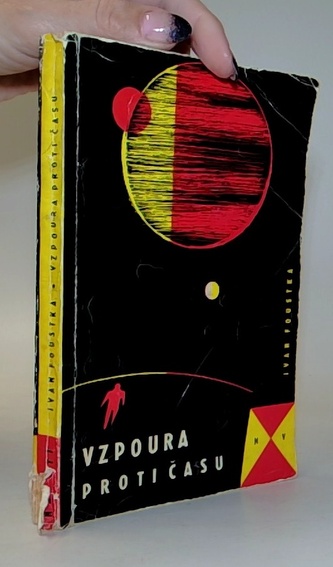 IVAN FOUSTKA - VZPOURA PROTI ČASU
IVAN FOUSTKA
N V
VZPOURA
PROTI ČASU